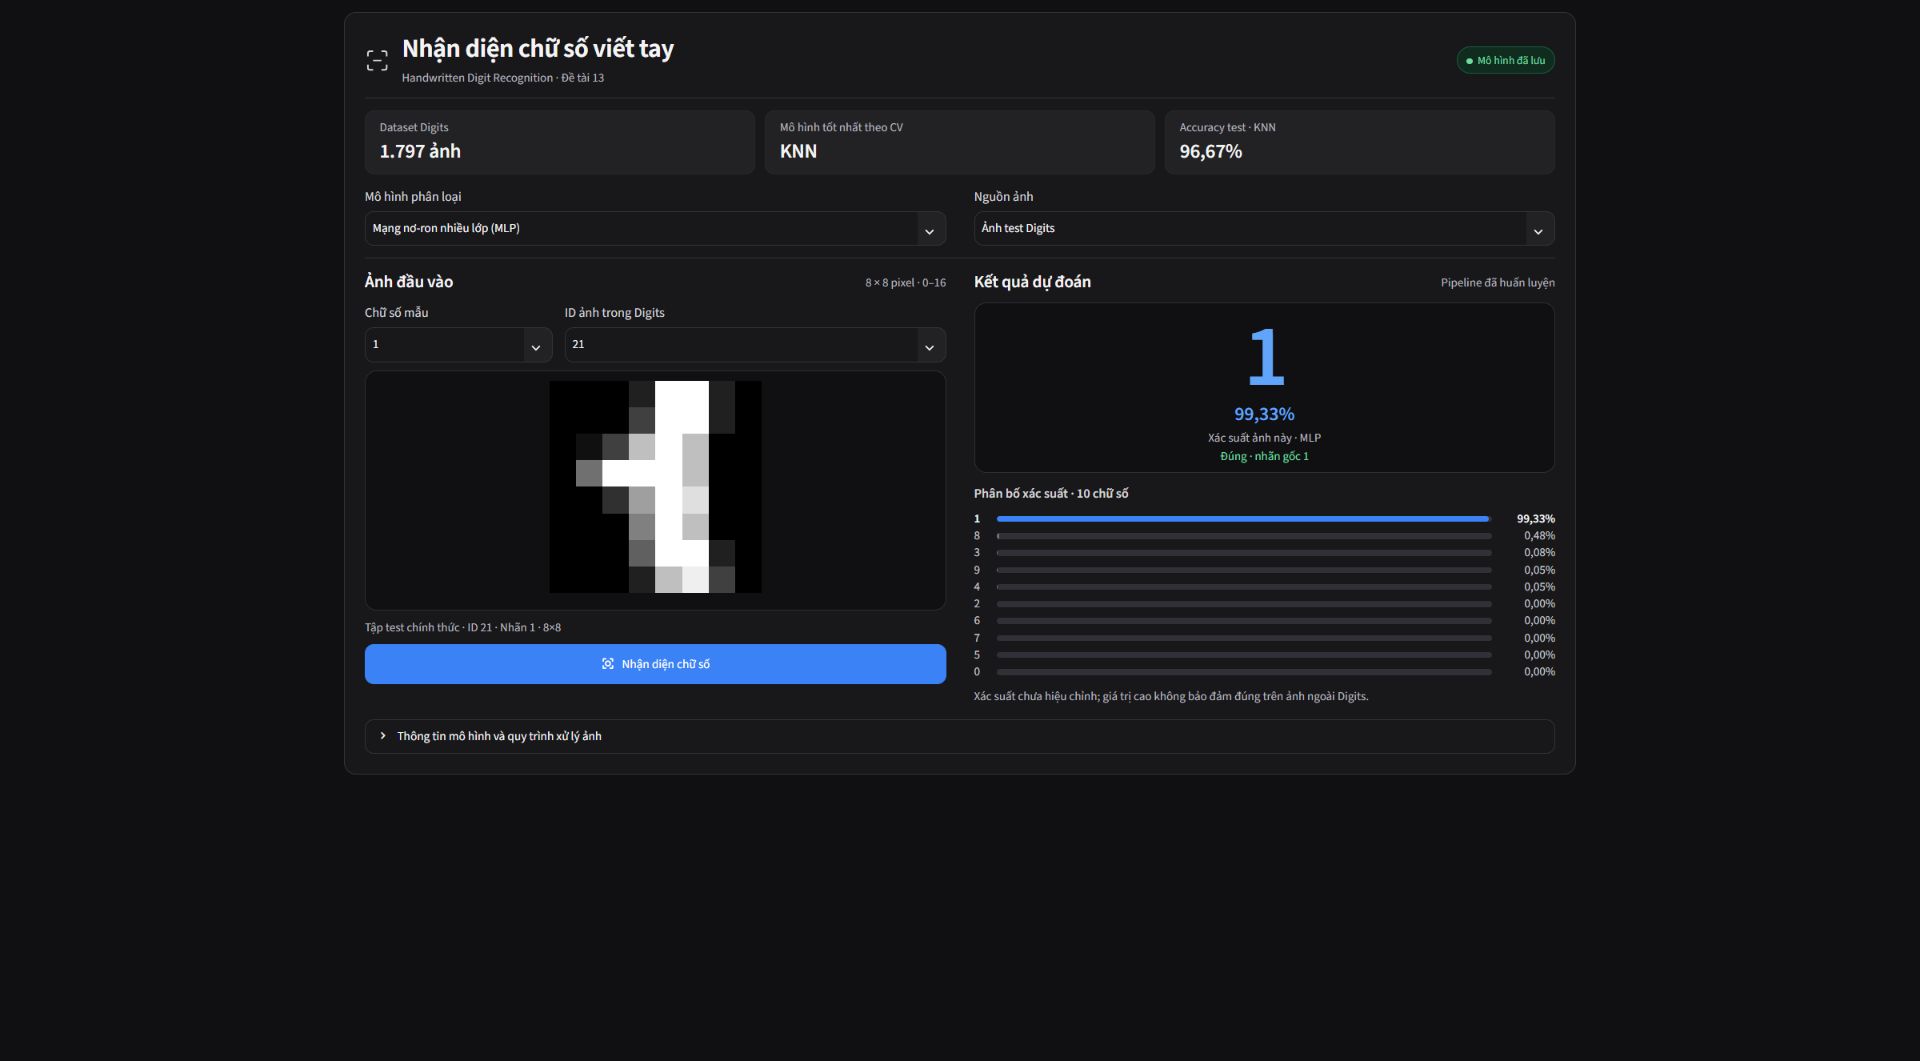 Nhận diện chữ số viết tay
Handwritten Digit Recognition · Đề tài 13
Mô hình đã lưu
Dataset Digits
1.797 ảnh
Mô hình tốt nhất theo CV
KNN
Accuracy test · KNN
96,67%
Mô hình phân loại
Mạng nơ-ron nhiều lớp (MLP)
Nguồn ảnh
Ảnh test Digits
Ảnh đầu vào
8 × 8 pixel · 0–16
Chữ số mẫu
1
ID ảnh trong Digits
21
Tập test chính thức · ID 21 · Nhãn 1 · 8×8
Nhận diện chữ số
Kết quả dự đoán
Pipeline đã huấn luyện
1
99,33%
Xác suất ảnh này · MLP
Đúng · nhãn gốc 1
Phân bố xác suất · 10 chữ số
1 99,33%
8 0,48%
3 0,08%
9 0,05%
4 0,05%
2 0,00%
6 0,00%
7 0,00%
5 0,00%
0 0,00%
Xác suất chưa hiệu chỉnh; giá trị cao không bảo đảm đúng trên ảnh ngoài Digits.
Thông tin mô hình và quy trình xử lý ảnh